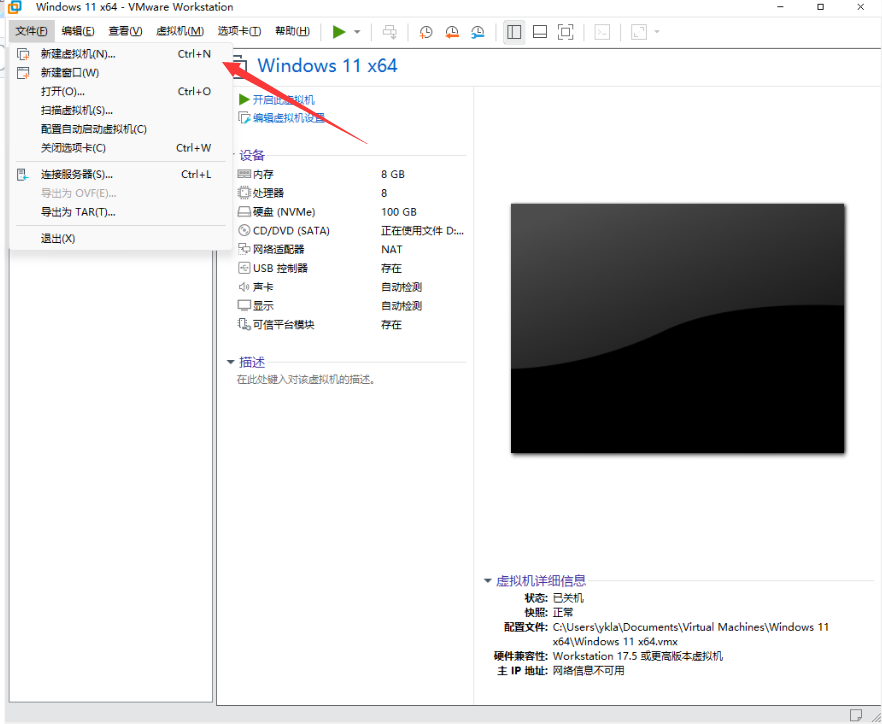 Windows 11 x64 - VMware Workstation
文件(F) 编辑(E) 查看(V) 虚拟机(M) 选项卡(T) 帮助(H)
新建虚拟机(N)... Ctrl+N
新建窗口(W)
打开(O)... Ctrl+O
扫描虚拟机(S)...
配置自动启动虚拟机(C)
关闭选项卡(C) Ctrl+W
连接服务器(S)... Ctrl+L
导出为 OVF(E)...
导出为 TAR(T)...
退出(X)
Windows 11 x64
开启此虚拟机
编辑虚拟机设置
设备
内存 8 GB
处理器 8
硬盘 (NVMe) 100 GB
CD/DVD (SATA) 正在使用文件 D:...
网络适配器 NAT
USB 控制器 存在
声卡 自动检测
显示 自动检测
可信平台模块 存在
描述
在此处键入对该虚拟机的描述。
虚拟机详细信息
状态: 已关机
快照: 正常
配置文件: C:\Users\ykla\Documents\Virtual Machines\Windows 11
x64\Windows 11 x64.vmx
硬件兼容性: Workstation 17.5 或更高版本虚拟机
主 IP 地址: 网络信息不可用